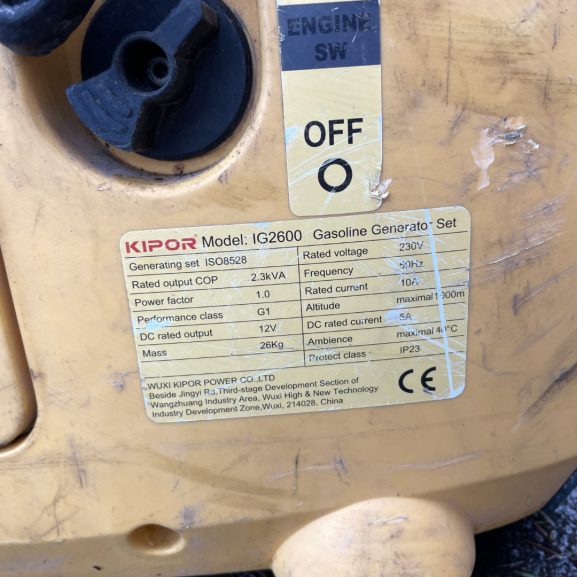 ENGINE
SW
OFF
O
KIPOR Model: IG2600 Gasoline Generator Set
Generating set ISO8528
Rated output COP 2.3kVA
Power factor 1.0
Performance class G1
DC rated output 12V
Mass 26Kg
Rated voltage 230V
Frequency 50Hz
Rated current 10A
Altitude maximal 1000m
DC rated current 5A
Ambience maximal 40°C
Protect class IP23
WUXI KIPOR POWER CO.,LTD
Beside Jingyi Rd,Third-stage Development Section of
Wangzhuang Industry Area, Wuxi High & New Technology
Industry Development Zone,Wuxi, 214028, China
CE